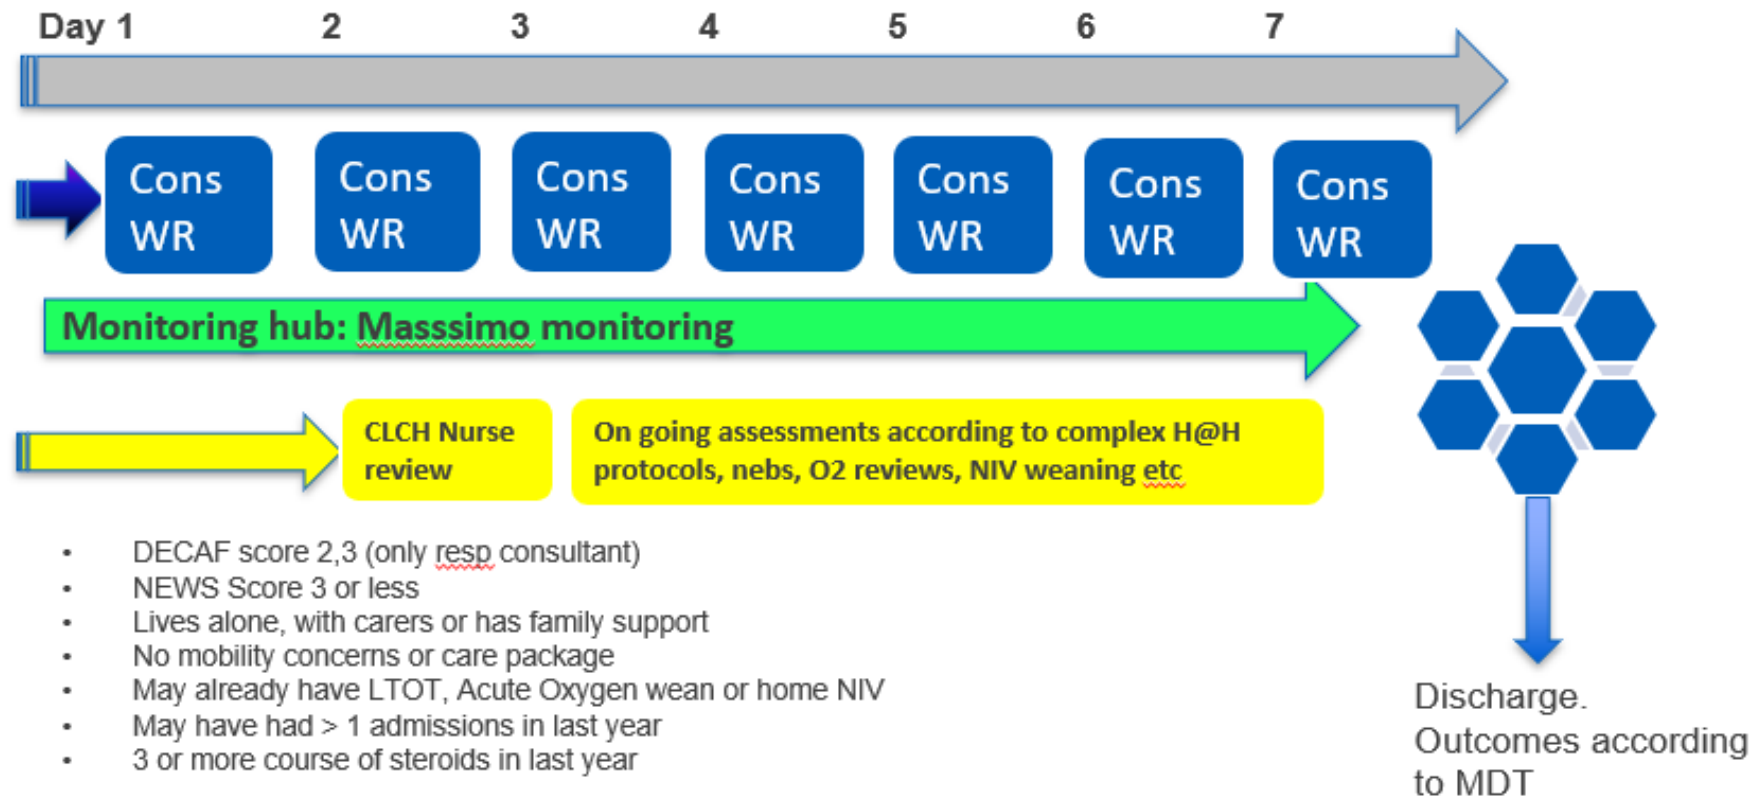 Day 1 2 3 4 5 6 7
Cons
WR
Cons
WR
Cons
WR
Cons
WR
Cons
WR
Cons
WR
Cons
WR
Monitoring hub: Masssimo monitoring
CLCH Nurse
review
On going assessments according to complex H@H
protocols, nebs, O2 reviews, NIV weaning etc
• DECAF score 2,3 (only resp consultant)
• NEWS Score 3 or less
• Lives alone, with carers or has family support
• No mobility concerns or care package
• May already have LTOT, Acute Oxygen wean or home NIV
• May have had > 1 admissions in last year
• 3 or more course of steroids in last year
Discharge.
Outcomes according
to MDT